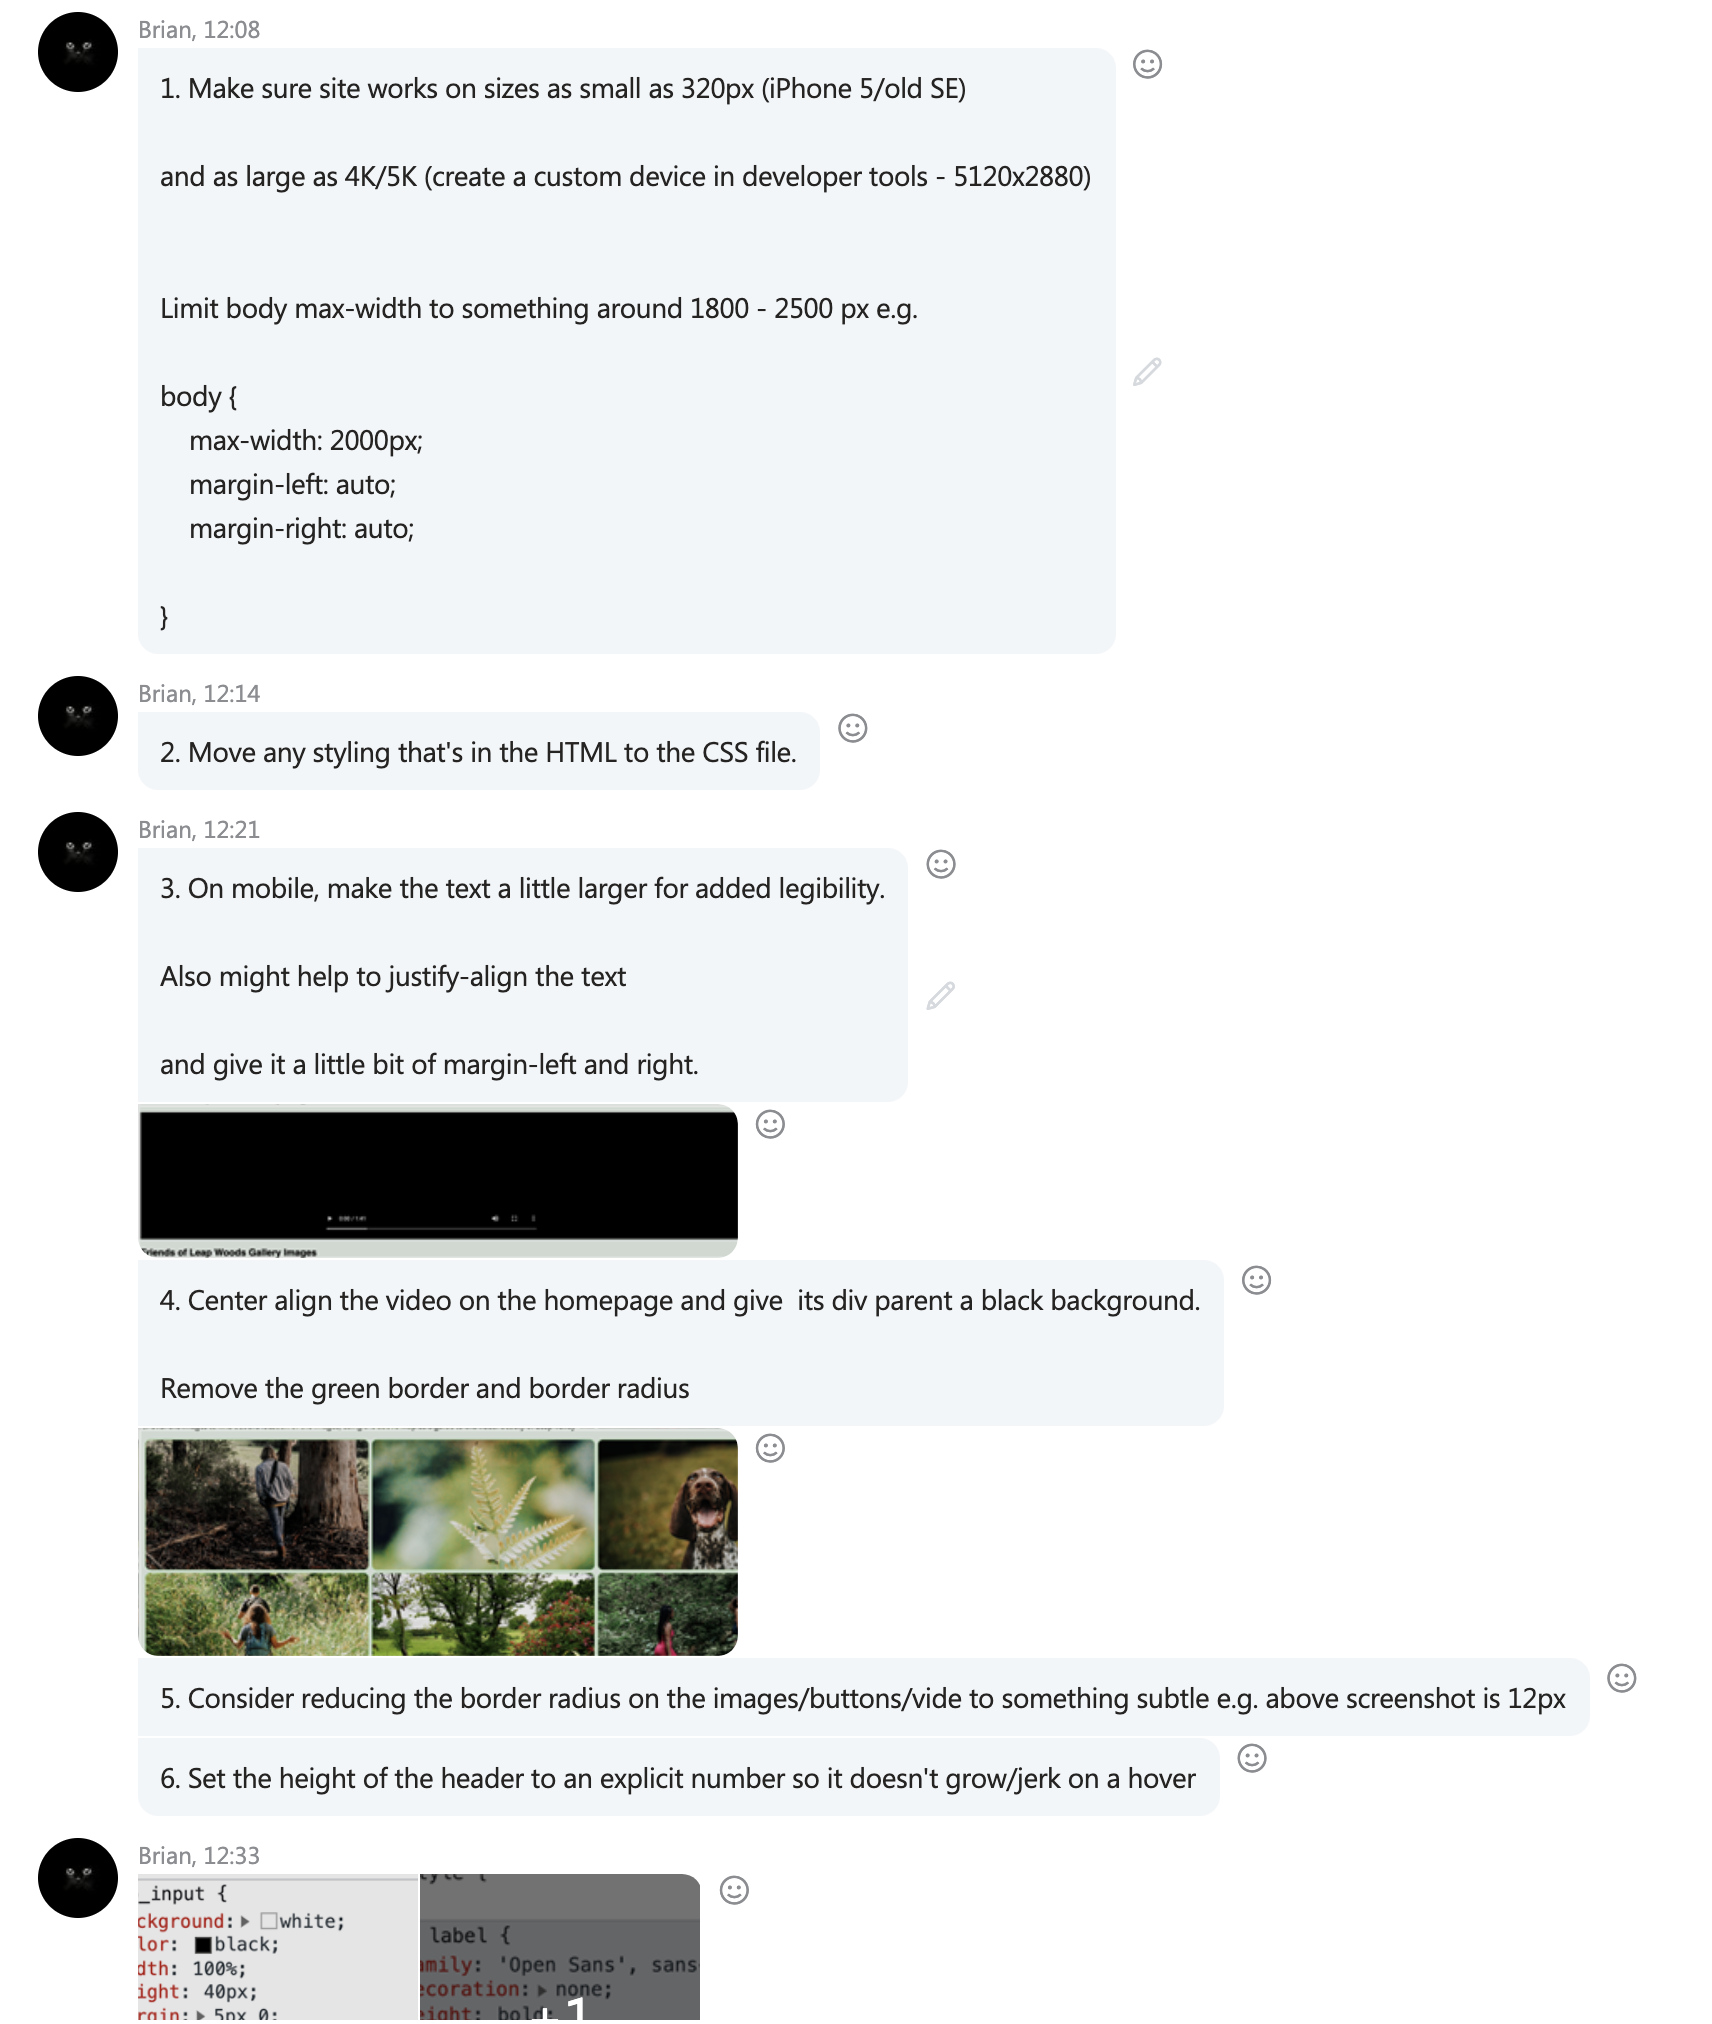 Brian, 12:08
1. Make sure site works on sizes as small as 320px (iPhone 5/old SE)
and as large as 4K/5K (create a custom device in developer tools - 5120x2880)
Limit body max-width to something around 1800 - 2500 px e.g.
body {
max-width: 2000px;
margin-left: auto;
margin-right: auto;
}
Brian, 12:14
2. Move any styling that's in the HTML to the CSS file.
Brian, 12:21
3. On mobile, make the text a little larger for added legibility.
Also might help to justify-align the text
and give it a little bit of margin-left and right.
Friends of Leap Woods Gallery Images
4. Center align the video on the homepage and give  its div parent a black background.
Remove the green border and border radius
5. Consider reducing the border radius on the images/buttons/vide to something subtle e.g. above screenshot is 12px
6. Set the height of the header to an explicit number so it doesn't grow/jerk on a hover
Brian, 12:33
_input {
ckground: white;
lor: black;
dth: 100%;
ight: 40px;
rgin: 5px 0;
label {
amily: 'Open Sans', sans
ecoration: none;
eight: bold;
+1